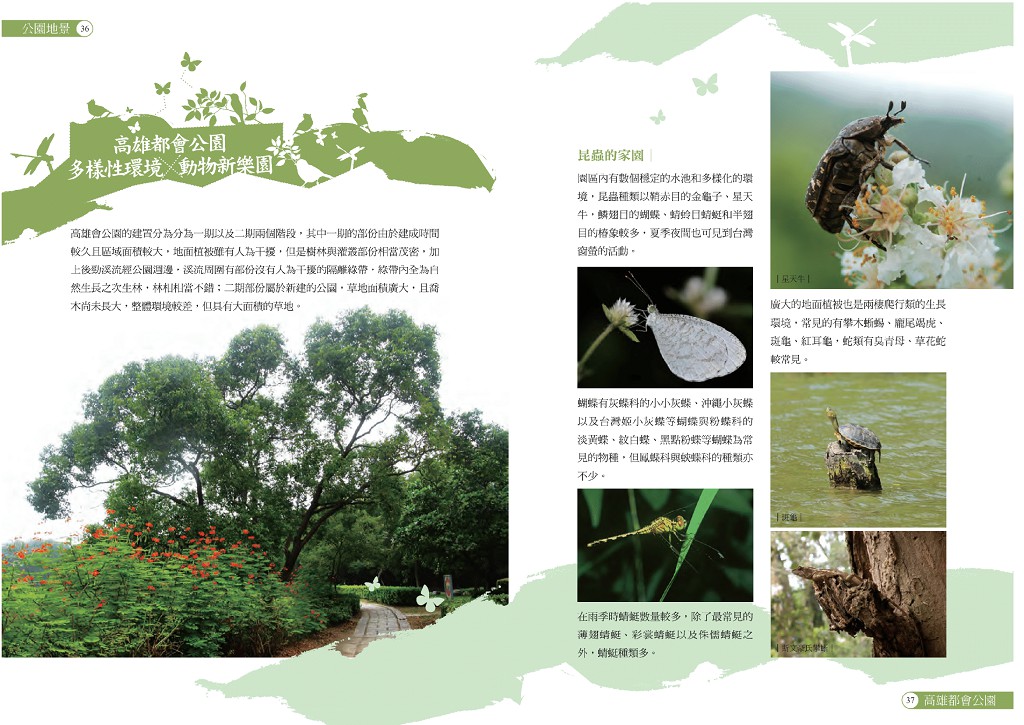 公園地景 36
高雄都會公園
多樣性環境×動物新樂園
高雄會公園的建置分為分為一期以及二期兩個階段，其中一期的部份由於建成時間
較久且區域面積較大，地面植被雖有人為干擾，但是樹林與灌叢部份相當茂密，加
上後勁溪流經公園週邊，溪流周圍有部份沒有人為干擾的隔離綠帶，綠帶內全為自
然生長之次生林，林相相當不錯；二期部份屬於新建的公園，草地面積廣大，且喬
木尚未長大，整體環境較差，但具有大面積的草地。
昆蟲的家園｜
園區內有數個穩定的水池和多樣化的環
境，昆蟲種類以鞘赤目的金龜子、星天
牛，鱗翅目的蝴蝶、蜻蛉目蜻蜓和半翅
目的椿象較多，夏季夜間也可見到台灣
窗螢的活動。
蝴蝶有灰蝶科的小小灰蝶、沖繩小灰蝶
以及台灣姬小灰蝶等蝴蝶與粉蝶科的
淡黃蝶、紋白蝶、黑點粉蝶等蝴蝶為常
見的物種，但鳳蝶科與蛺蝶科的種類亦
不少。
在雨季時蜻蜓數量較多，除了最常見的
薄翅蜻蜓、彩裳蜻蜓以及侏儒蜻蜓之
外，蜻蜓種類多。
｜星天牛｜
廣大的地面植被也是兩棲爬行類的生長
環境，常見的有攀木蜥蜴、龐尾竭虎、
斑龜、紅耳龜，蛇類有臭青母、草花蛇
較常見。
｜斑龜｜
｜斯文豪氏攀蜥｜
37 高雄都會公園